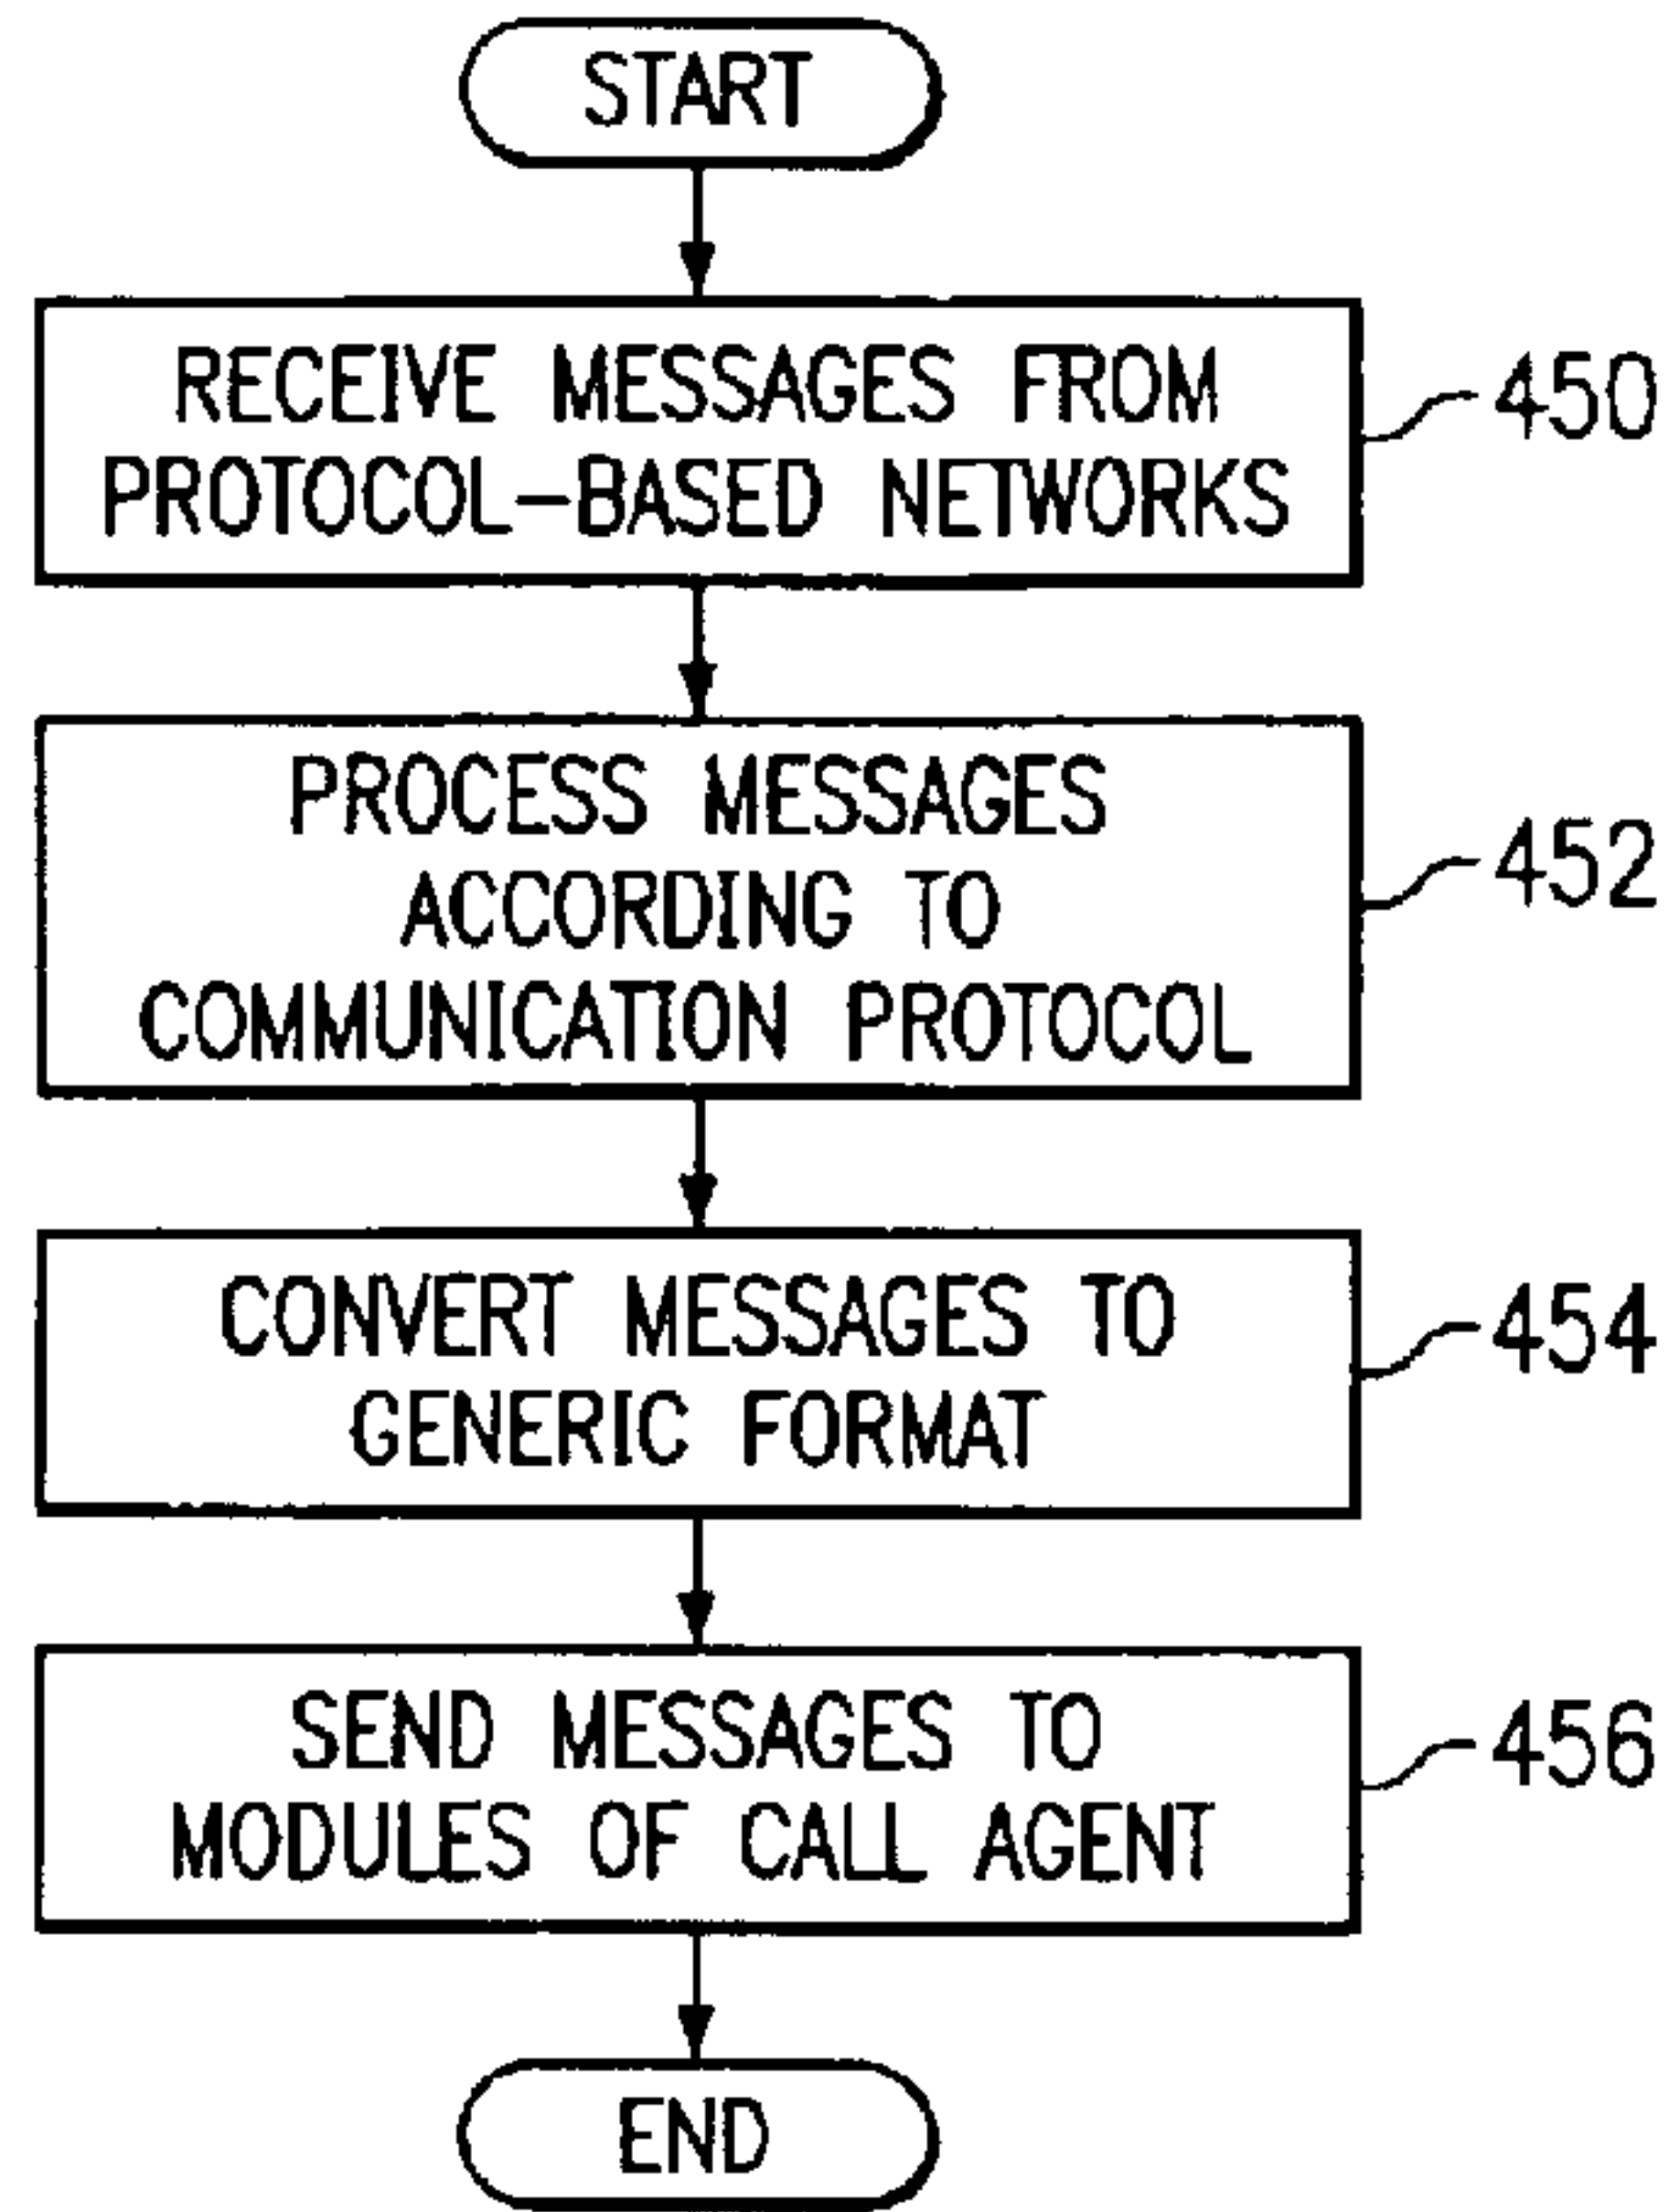 START
RECEIVE MESSAGES FROM
PROTOCOL-BASED NETWORKS
450
PROCESS MESSAGES
ACCORDING TO
COMMUNICATION PROTOCOL
452
CONVERT MESSAGES TO
GENERIC FORMAT
454
SEND MESSAGES TO
MODULES OF CALL AGENT
456
END